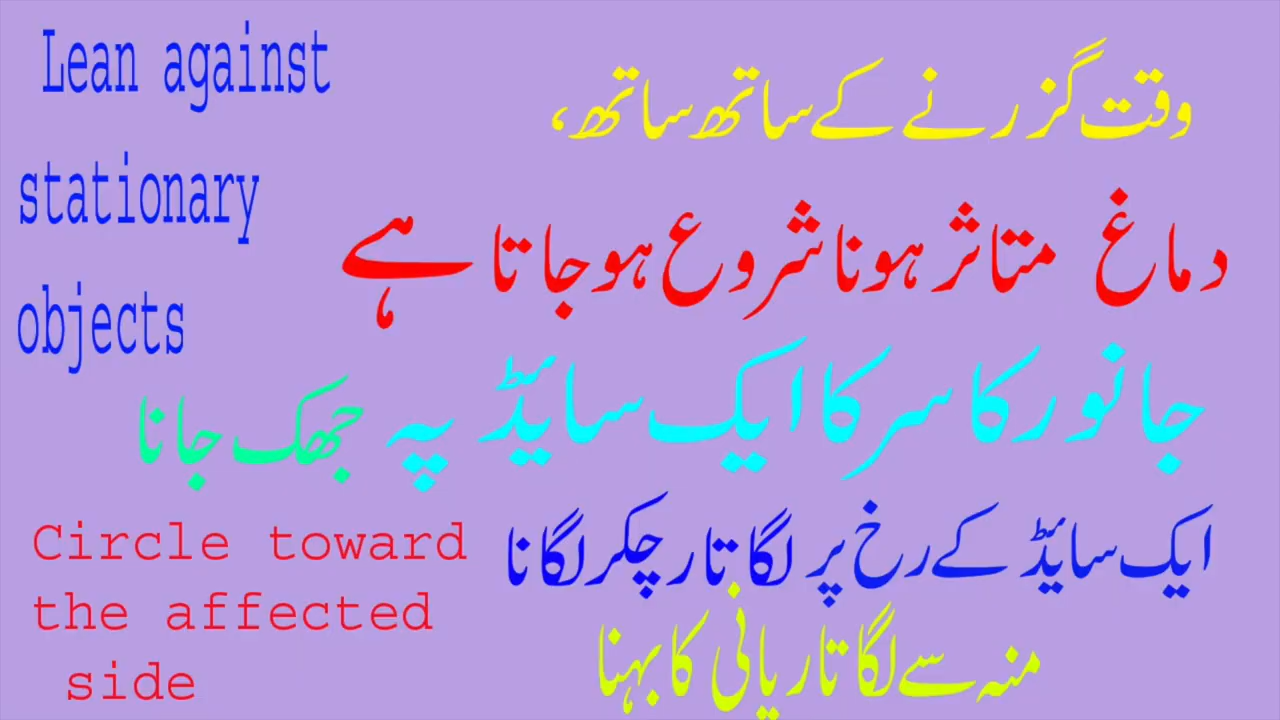 Lean against
stationary
objects
وقت گزرنے کے ساتھ ساتھ،
دماغ متاثر ہونا شروع ہو جاتا ہے
جانور کا سر کا ایک سایئڈ پہ جھک جانا
Circle toward
the affected
side
ایک سایئڈ کے رخ پر لگاتار چکر لگانا
منہ سے لگاتار پانی کا بہنا